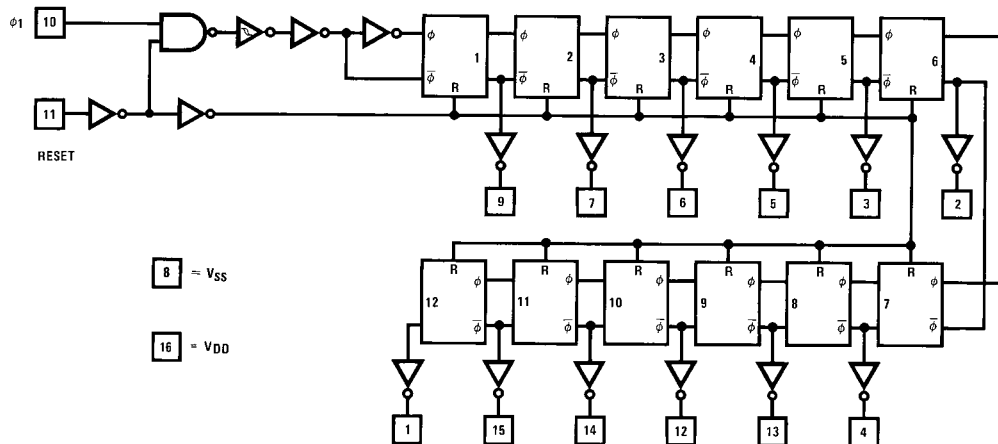 φ1 10
φ φ φ φ φ φ
1 2 3 4 5 6
φ̅ φ̅ φ̅ φ̅ φ̅ φ̅
R R R R R R
11
RESET
9 7 6 5 3 2
8 = VSS
R R R R R R
φ φ φ φ φ φ
12 11 10 9 8 7
φ̅ φ̅ φ̅ φ̅ φ̅ φ̅
16 = VDD
1 15 14 12 13 4